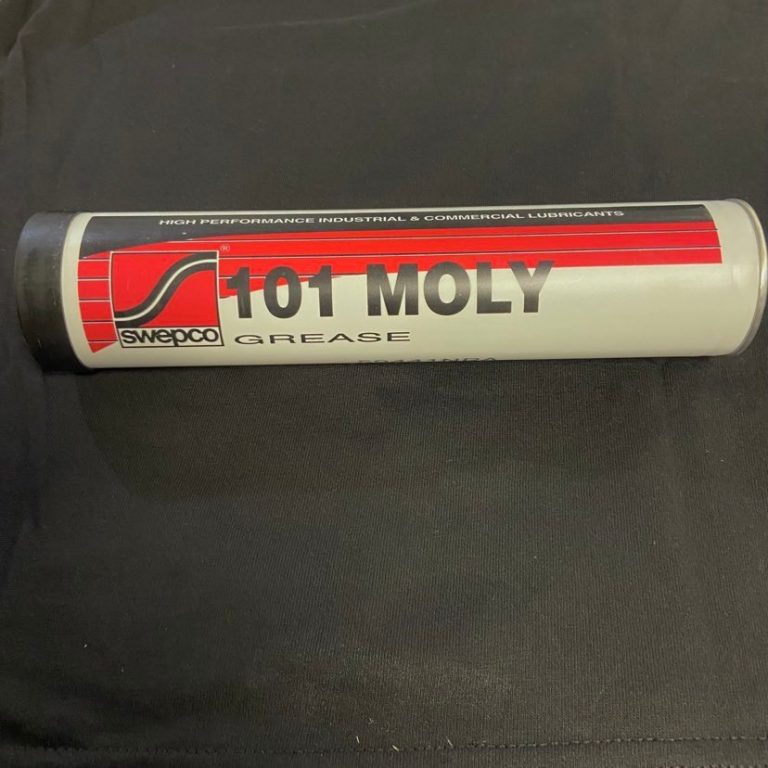 HIGH PERFORMANCE INDUSTRIAL & COMMERCIAL LUBRICANTS
®
101 MOLY
swepco
GREASE